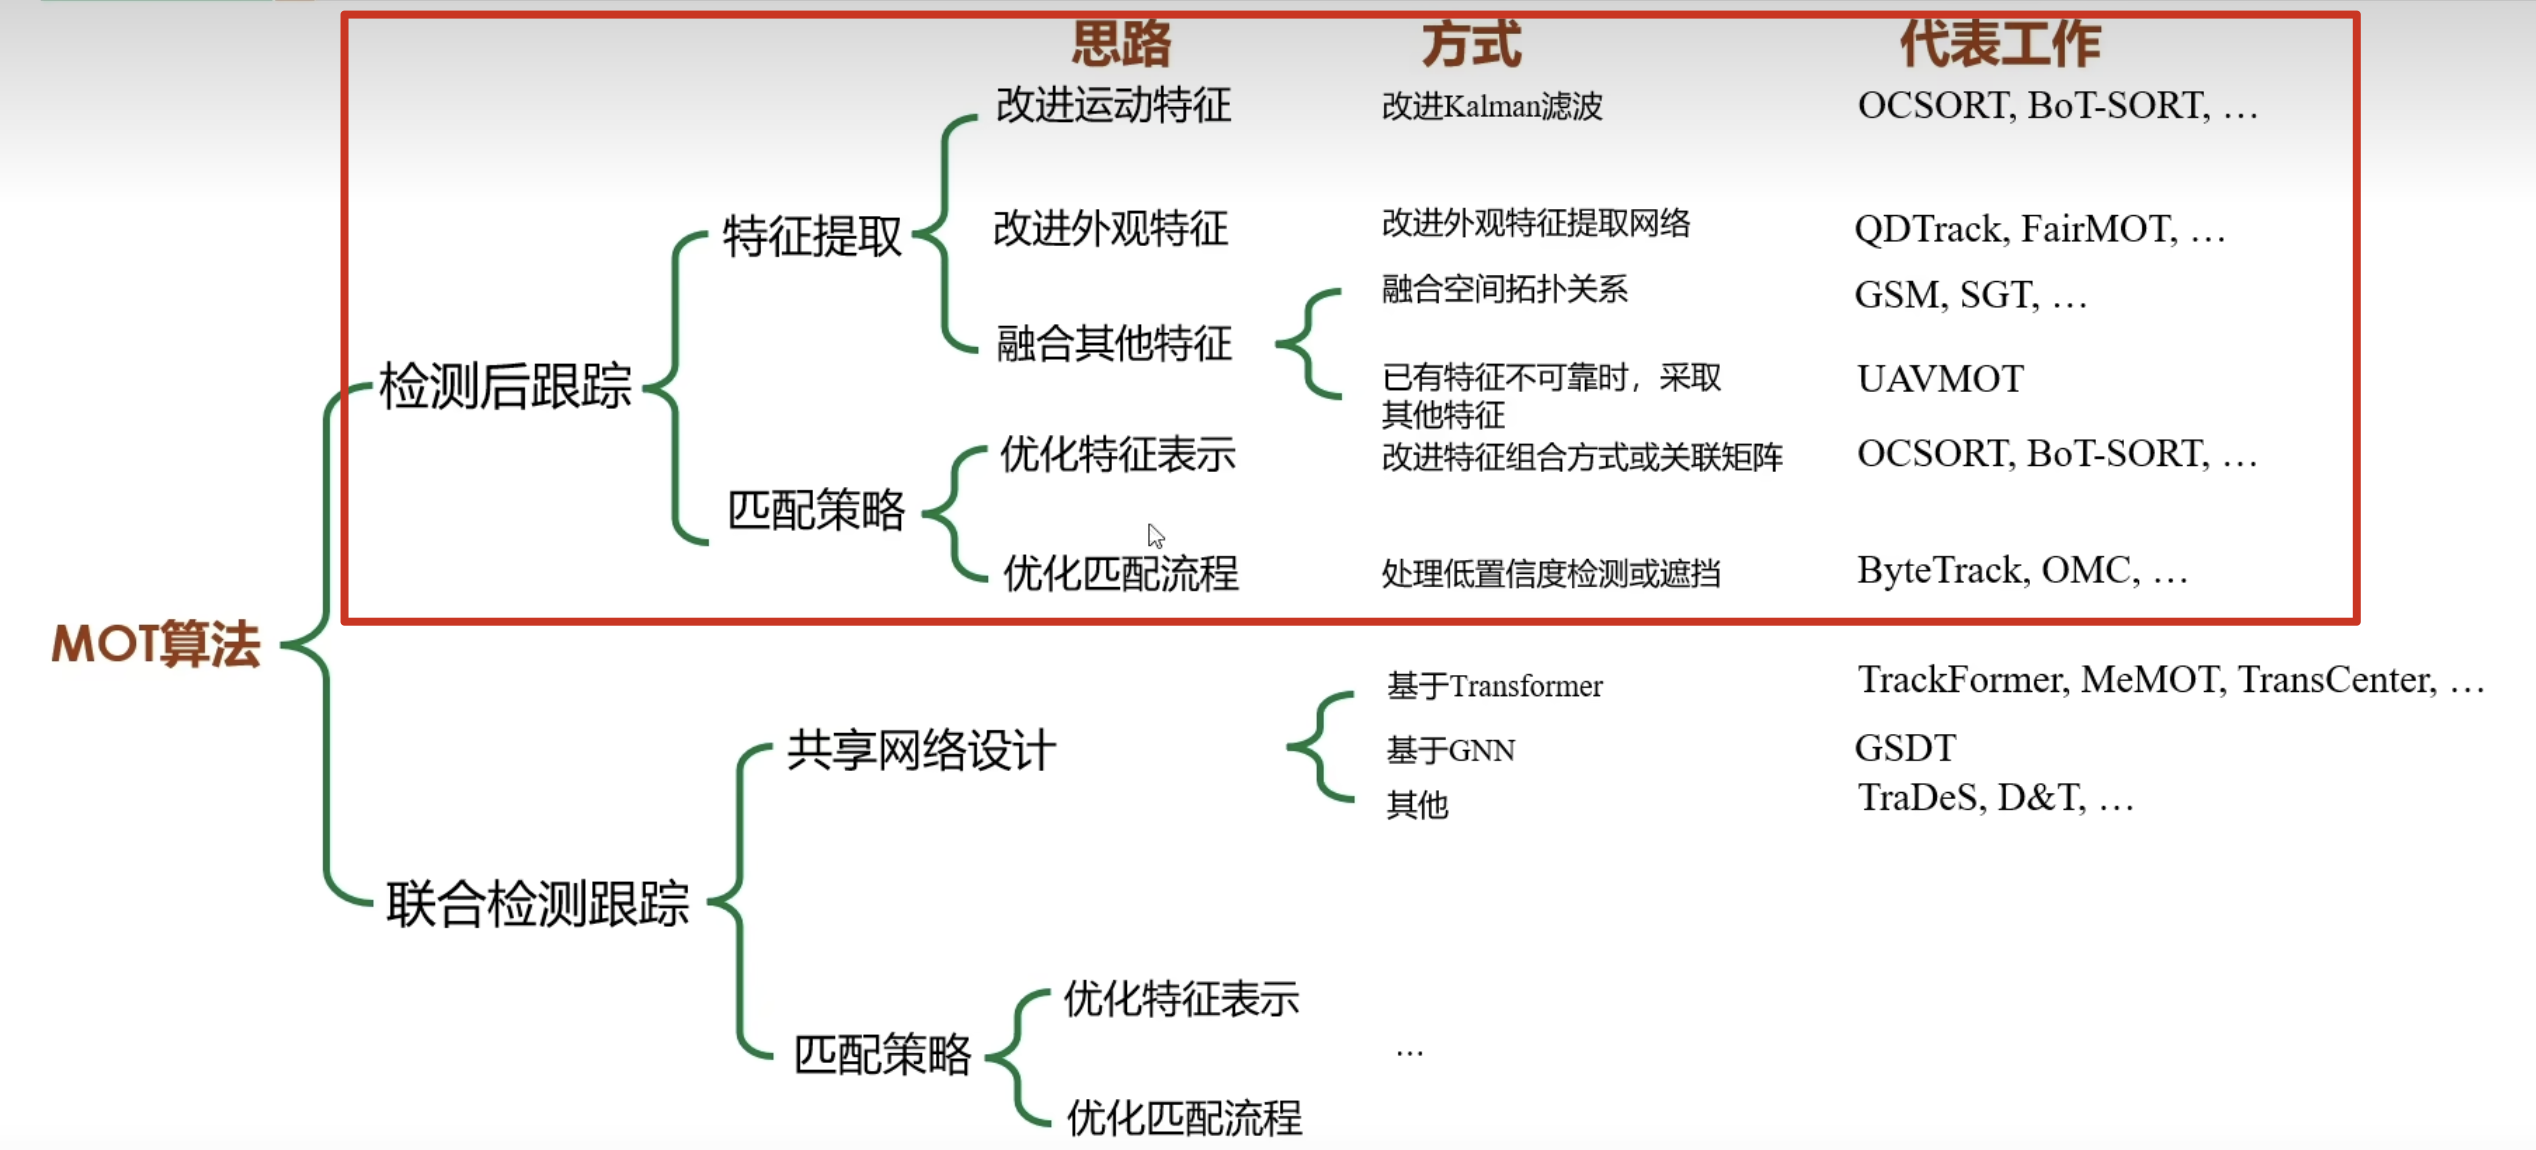 思路 方式 代表工作
改进运动特征 改进Kalman滤波 OCSORT, BoT-SORT, …
特征提取 改进外观特征 改进外观特征提取网络 QDTrack, FairMOT, …
融合空间拓扑关系 GSM, SGT, …
融合其他特征
检测后跟踪 已有特征不可靠时，采取 UAVMOT
其他特征
优化特征表示 改进特征组合方式或关联矩阵 OCSORT, BoT-SORT, …
匹配策略
优化匹配流程 处理低置信度检测或遮挡 ByteTrack, OMC, …
MOT算法
基于Transformer TrackFormer, MeMOT, TransCenter, …
共享网络设计 基于GNN GSDT
其他 TraDeS, D&T, …
联合检测跟踪
优化特征表示
匹配策略 …
优化匹配流程